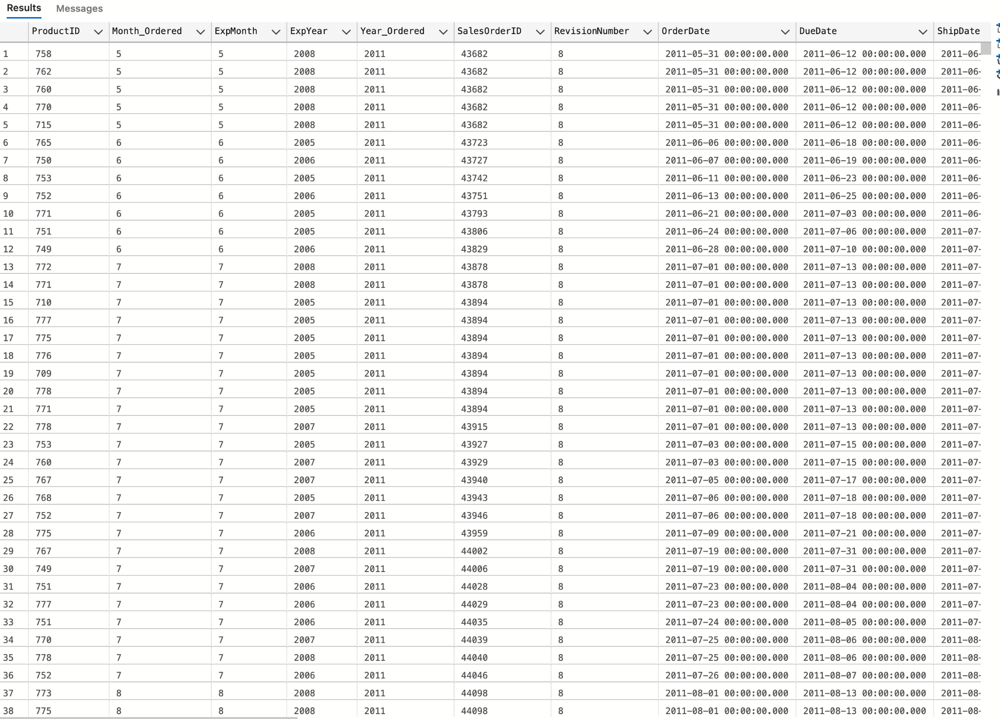 Results Messages
ProductID Month_Ordered ExpMonth ExpYear Year_Ordered SalesOrderID RevisionNumber OrderDate DueDate ShipDate
1 758 5 5 2008 2011 43682 8 2011-05-31 00:00:00.000 2011-06-12 00:00:00.000 2011-06-
2 762 5 5 2008 2011 43682 8 2011-05-31 00:00:00.000 2011-06-12 00:00:00.000 2011-06-
3 760 5 5 2008 2011 43682 8 2011-05-31 00:00:00.000 2011-06-12 00:00:00.000 2011-06-
4 770 5 5 2008 2011 43682 8 2011-05-31 00:00:00.000 2011-06-12 00:00:00.000 2011-06-
5 715 5 5 2008 2011 43682 8 2011-05-31 00:00:00.000 2011-06-12 00:00:00.000 2011-06-
6 765 6 6 2005 2011 43723 8 2011-06-06 00:00:00.000 2011-06-18 00:00:00.000 2011-06-
7 750 6 6 2006 2011 43727 8 2011-06-07 00:00:00.000 2011-06-19 00:00:00.000 2011-06-
8 753 6 6 2005 2011 43742 8 2011-06-11 00:00:00.000 2011-06-23 00:00:00.000 2011-06-
9 752 6 6 2006 2011 43751 8 2011-06-13 00:00:00.000 2011-06-25 00:00:00.000 2011-06-
10 771 6 6 2005 2011 43793 8 2011-06-21 00:00:00.000 2011-07-03 00:00:00.000 2011-06-
11 751 6 6 2005 2011 43806 8 2011-06-24 00:00:00.000 2011-07-06 00:00:00.000 2011-07-
12 749 6 6 2006 2011 43829 8 2011-06-28 00:00:00.000 2011-07-10 00:00:00.000 2011-07-
13 772 7 7 2008 2011 43878 8 2011-07-01 00:00:00.000 2011-07-13 00:00:00.000 2011-07-
14 771 7 7 2008 2011 43878 8 2011-07-01 00:00:00.000 2011-07-13 00:00:00.000 2011-07-
15 710 7 7 2005 2011 43894 8 2011-07-01 00:00:00.000 2011-07-13 00:00:00.000 2011-07-
16 777 7 7 2005 2011 43894 8 2011-07-01 00:00:00.000 2011-07-13 00:00:00.000 2011-07-
17 775 7 7 2005 2011 43894 8 2011-07-01 00:00:00.000 2011-07-13 00:00:00.000 2011-07-
18 776 7 7 2005 2011 43894 8 2011-07-01 00:00:00.000 2011-07-13 00:00:00.000 2011-07-
19 709 7 7 2005 2011 43894 8 2011-07-01 00:00:00.000 2011-07-13 00:00:00.000 2011-07-
20 778 7 7 2005 2011 43894 8 2011-07-01 00:00:00.000 2011-07-13 00:00:00.000 2011-07-
21 771 7 7 2005 2011 43894 8 2011-07-01 00:00:00.000 2011-07-13 00:00:00.000 2011-07-
22 778 7 7 2007 2011 43915 8 2011-07-01 00:00:00.000 2011-07-13 00:00:00.000 2011-07-
23 753 7 7 2005 2011 43927 8 2011-07-03 00:00:00.000 2011-07-15 00:00:00.000 2011-07-
24 760 7 7 2007 2011 43929 8 2011-07-03 00:00:00.000 2011-07-15 00:00:00.000 2011-07-
25 767 7 7 2007 2011 43940 8 2011-07-05 00:00:00.000 2011-07-17 00:00:00.000 2011-07-
26 768 7 7 2005 2011 43943 8 2011-07-06 00:00:00.000 2011-07-18 00:00:00.000 2011-07-
27 752 7 7 2007 2011 43946 8 2011-07-06 00:00:00.000 2011-07-18 00:00:00.000 2011-07-
28 775 7 7 2006 2011 43959 8 2011-07-09 00:00:00.000 2011-07-21 00:00:00.000 2011-07-
29 767 7 7 2008 2011 44002 8 2011-07-19 00:00:00.000 2011-07-31 00:00:00.000 2011-07-
30 749 7 7 2007 2011 44006 8 2011-07-19 00:00:00.000 2011-07-31 00:00:00.000 2011-07-
31 751 7 7 2006 2011 44028 8 2011-07-23 00:00:00.000 2011-08-04 00:00:00.000 2011-07-
32 777 7 7 2006 2011 44029 8 2011-07-23 00:00:00.000 2011-08-04 00:00:00.000 2011-07-
33 751 7 7 2006 2011 44035 8 2011-07-24 00:00:00.000 2011-08-05 00:00:00.000 2011-07-
34 770 7 7 2007 2011 44039 8 2011-07-25 00:00:00.000 2011-08-06 00:00:00.000 2011-08-
35 778 7 7 2008 2011 44040 8 2011-07-25 00:00:00.000 2011-08-06 00:00:00.000 2011-08-
36 752 7 7 2006 2011 44046 8 2011-07-26 00:00:00.000 2011-08-07 00:00:00.000 2011-08-
37 773 8 8 2008 2011 44098 8 2011-08-01 00:00:00.000 2011-08-13 00:00:00.000 2011-08-
38 775 8 8 2008 2011 44098 8 2011-08-01 00:00:00.000 2011-08-13 00:00:00.000 2011-08-